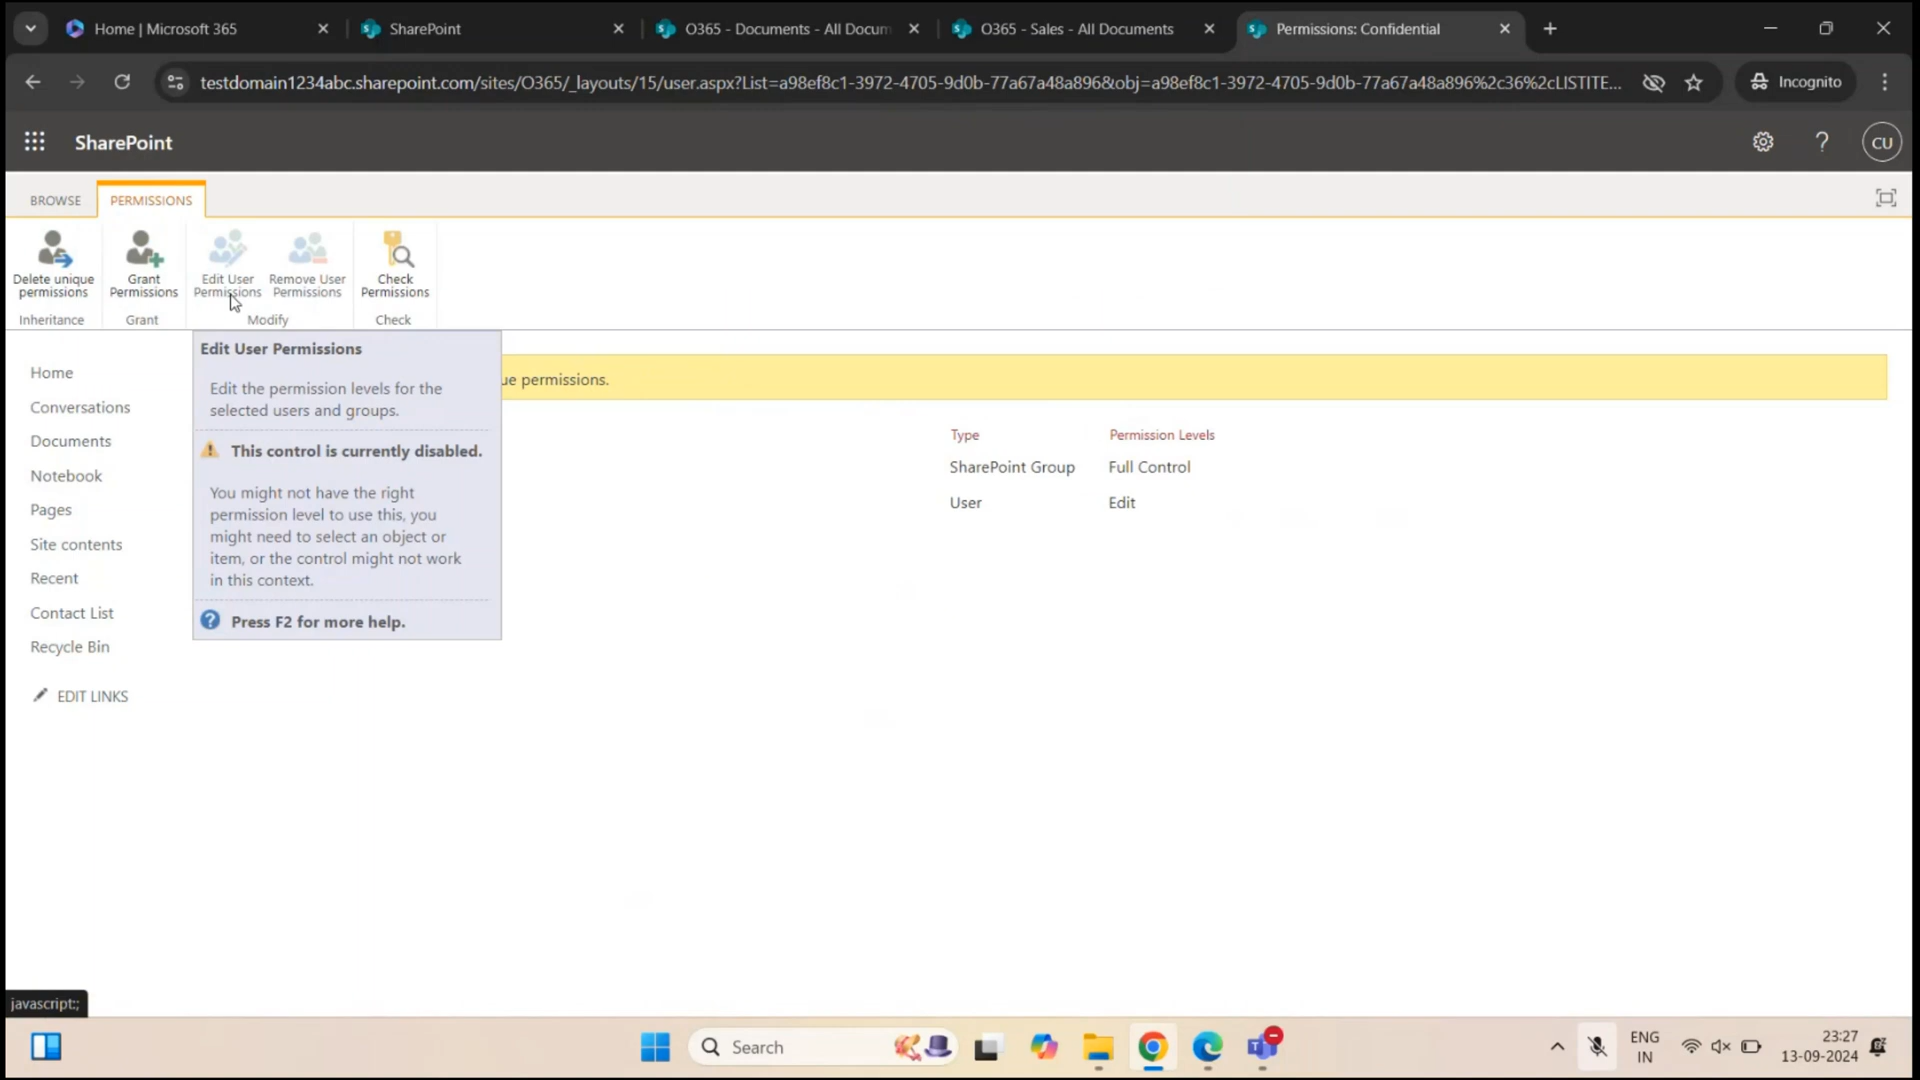 Home | Microsoft 365
SharePoint
O365 - Documents - All Docum
O365 - Sales - All Documents
Permissions: Confidential
testdomain1234abc.sharepoint.com/sites/O365/_layouts/15/user.aspx?List=a98ef8c1-3972-4705-9d0b-77a67a48a896&obj=a98ef8c1-3972-4705-9d0b-77a67a48a896%2c36%2cLISTITE...
Incognito
SharePoint
CU
BROWSE
PERMISSIONS
Delete unique
permissions
Grant
Permissions
Edit User
Permissions
Remove User
Permissions
Check
Permissions
Inheritance
Grant
Modify
Check
Home
Conversations
Documents
Notebook
Pages
Site contents
Recent
Contact List
Recycle Bin
EDIT LINKS
Edit User Permissions
Edit the permission levels for the
selected users and groups.
This control is currently disabled.
You might not have the right
permission level to use this, you
might need to select an object or
item, or the control might not work
in this context.
Press F2 for more help.
ue permissions.
Type
Permission Levels
SharePoint Group
Full Control
User
Edit
javascript:;
Search
ENG
IN
23:27
13-09-2024